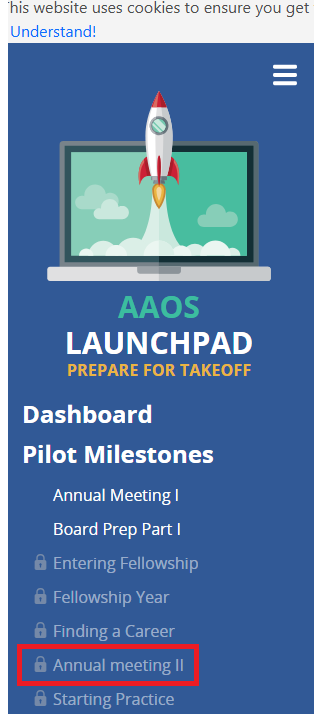 his website uses cookies to ensure you get
Understand!
AAOS
LAUNCHPAD
PREPARE FOR TAKEOFF
Dashboard
Pilot Milestones
Annual Meeting I
Board Prep Part I
Entering Fellowship
Fellowship Year
Finding a Career
Annual meeting II
Starting Practice